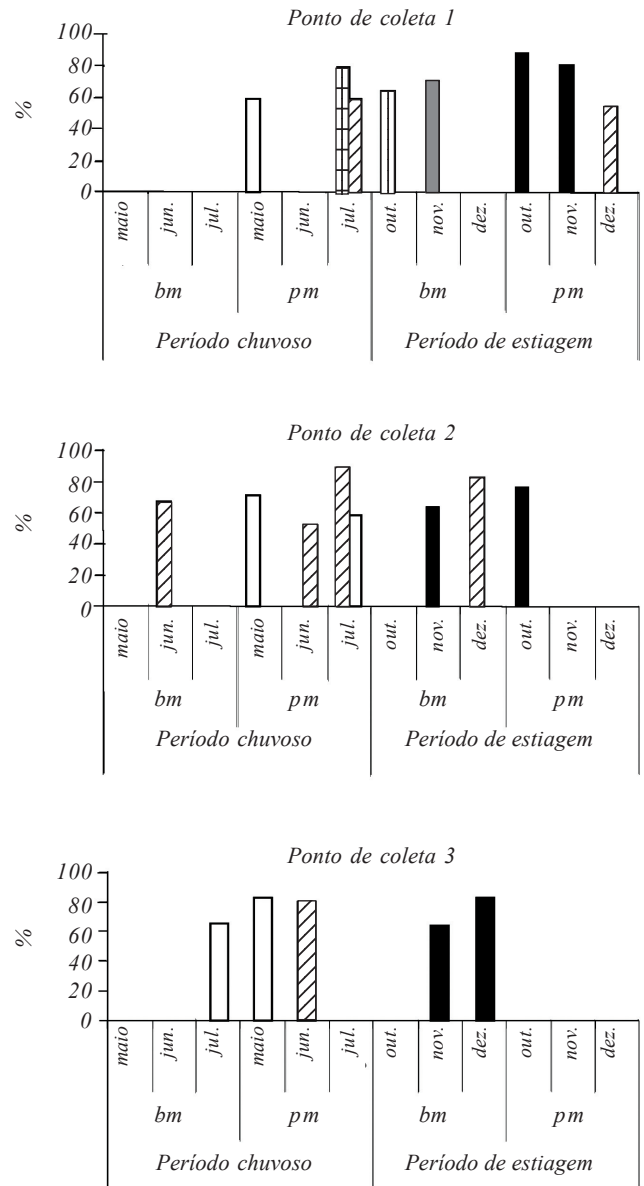 Ponto de coleta 1
100
80
60
40
20
0
%
maio jun. jul. maio jun. jul. out. nov. dez. out. nov. dez.
bm pm bm pm
Período chuvoso Período de estiagem
Ponto de coleta 2
100
80
60
40
20
0
%
maio jun. jul. maio jun. jul. out. nov. dez. out. nov. dez.
bm pm bm pm
Período chuvoso Período de estiagem
Ponto de coleta 3
100
80
60
40
20
0
%
maio jun. jul. maio jun. jul. out. nov. dez. out. nov. dez.
bm pm bm pm
Período chuvoso Período de estiagem